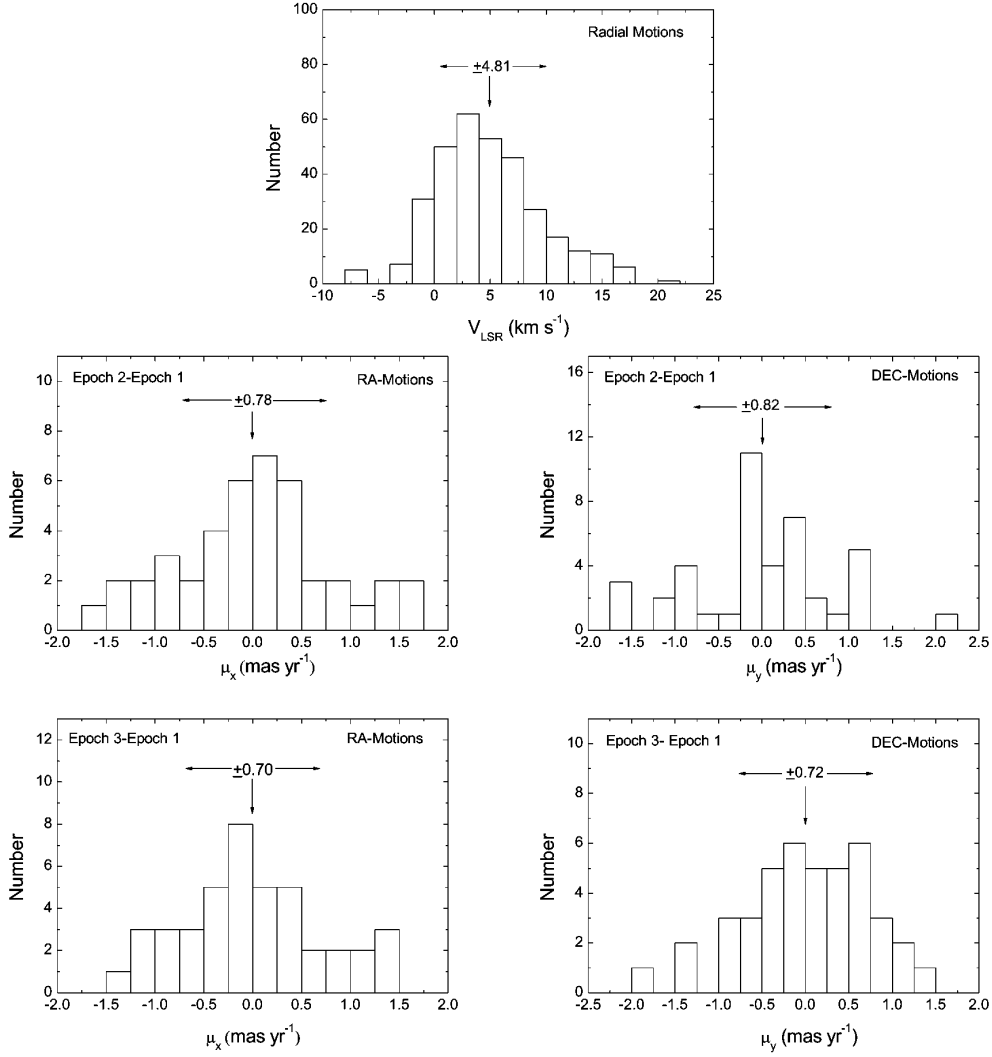 100
80
60
40
20
0
Number
Radial Motions
±4.81
-10 -5 0 5 10 15 20 25
V_LSR (km s^-1)
10
8
6
4
2
0
Number
Epoch 2-Epoch 1 RA-Motions
±0.78
-2.0 -1.5 -1.0 -0.5 0.0 0.5 1.0 1.5 2.0
μ_x (mas yr^-1)
16
12
8
4
0
Number
Epoch 2-Epoch 1 DEC-Motions
±0.82
-2.0 -1.5 -1.0 -0.5 0.0 0.5 1.0 1.5 2.0 2.5
μ_y (mas yr^-1)
12
10
8
6
4
2
0
Number
Epoch 3-Epoch 1 RA-Motions
±0.70
-2.0 -1.5 -1.0 -0.5 0.0 0.5 1.0 1.5 2.0
μ_x (mas yr^-1)
10
8
6
4
2
0
Number
Epoch 3- Epoch 1 DEC-Motions
±0.72
-2.5 -2.0 -1.5 -1.0 -0.5 0.0 0.5 1.0 1.5 2.0
μ_y (mas yr^-1)